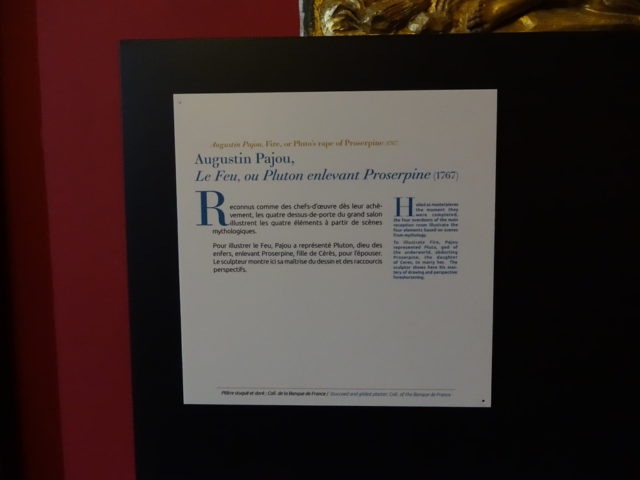 Augustin Pajou, Fire, or Pluto's rape of Proserpine 1767
Augustin Pajou,
Le Feu, ou Pluton enlevant Proserpine (1767)
Reconnus comme des chefs-d'œuvre dès leur achè-
vement, les quatre dessus-de-porte du grand salon
illustrent les quatre éléments à partir de scènes
mythologiques.
Pour illustrer le Feu, Pajou a représenté Pluton, dieu des
enfers, enlevant Proserpine, fille de Cérès, pour l'épouser.
Le sculpteur montre ici sa maîtrise du dessin et des raccourcis
perspectifs.
Hailed as masterpieces
the moment they
were completed,
the four overdoors of the main
reception room illustrate the
four elements based on scenes
from mythology.
To illustrate Fire, Pajou
represented Pluto, god of
the underworld, abducting
Proserpine, the daughter
of Ceres, to marry her. The
sculptor shows here his mas-
tery of drawing and perspective
foreshortening.
Plâtre stuqué et doré ; Coll. de la Banque de France / Stuccoed and gilded plaster; Coll. of the Banque de France